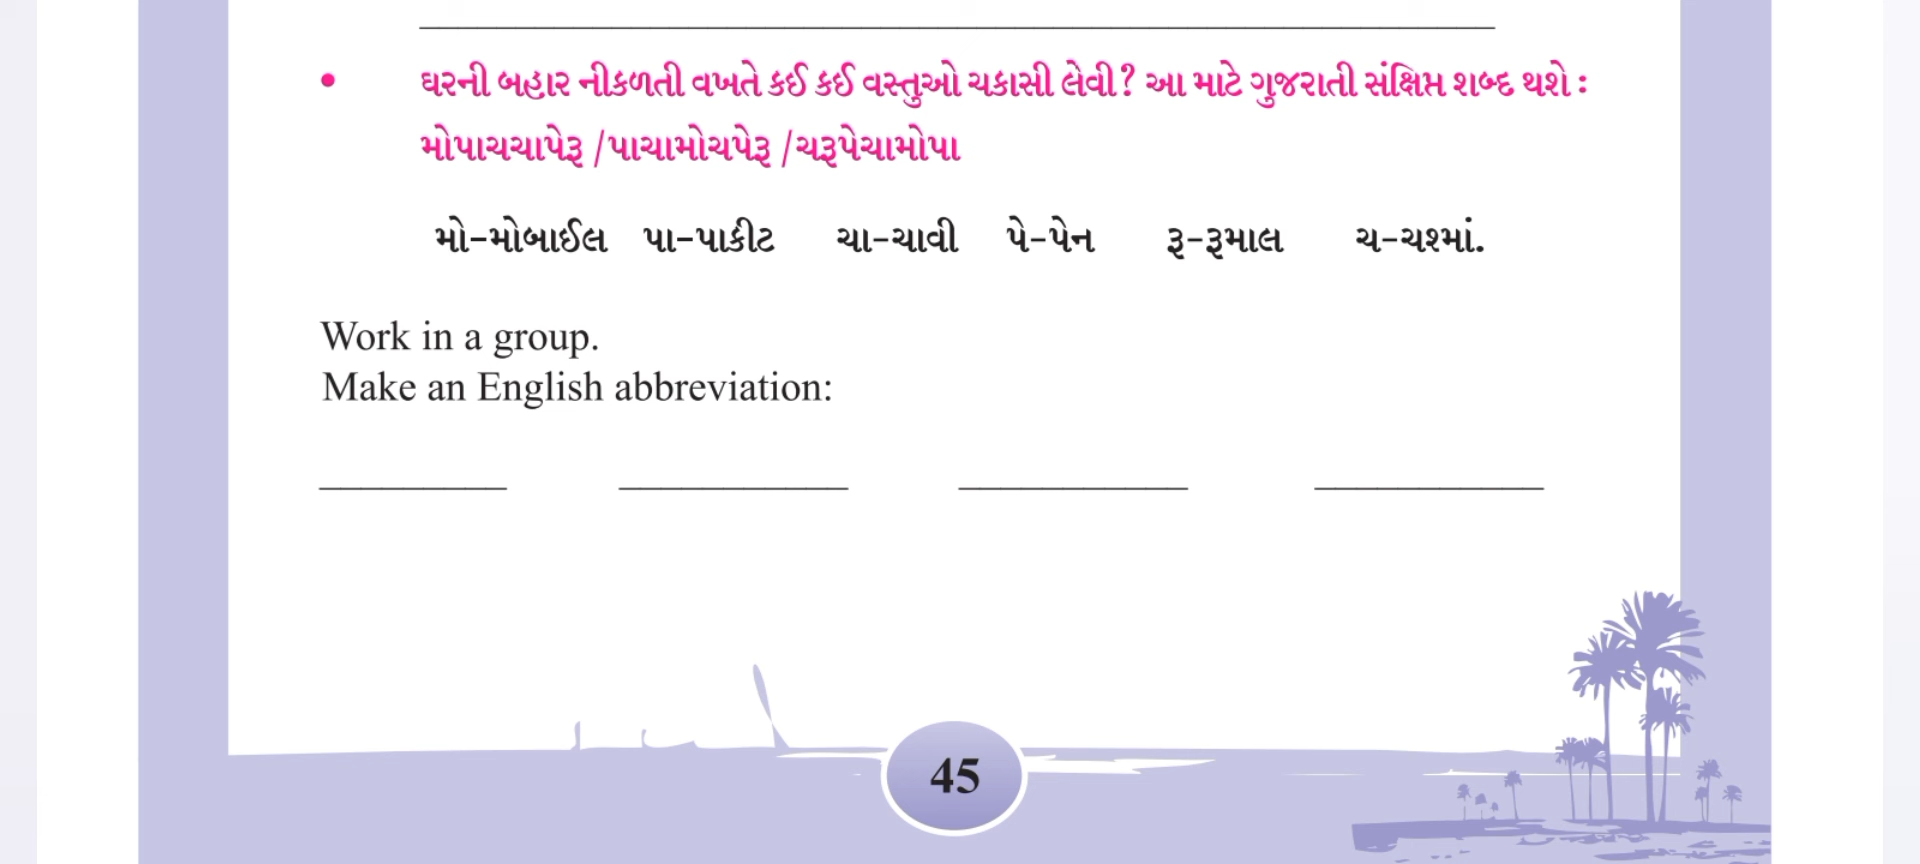 • ઘરની બહાર નીકળતી વખતે કઈ કઈ વસ્તુઓ ચકાસી લેવી? આ માટે ગુજરાતી સંક્ષિપ્ત શબ્દ થશે :
મોપાચચાપેરૂ /પાચામોચપેરૂ /ચરૂપેચામોપા
મો-મોબાઈલ પા-પાકીટ ચા-ચાવી પે-પેન રૂ-રૂમાલ ચ-ચશ્માં.
Work in a group.
Make an English abbreviation:
45